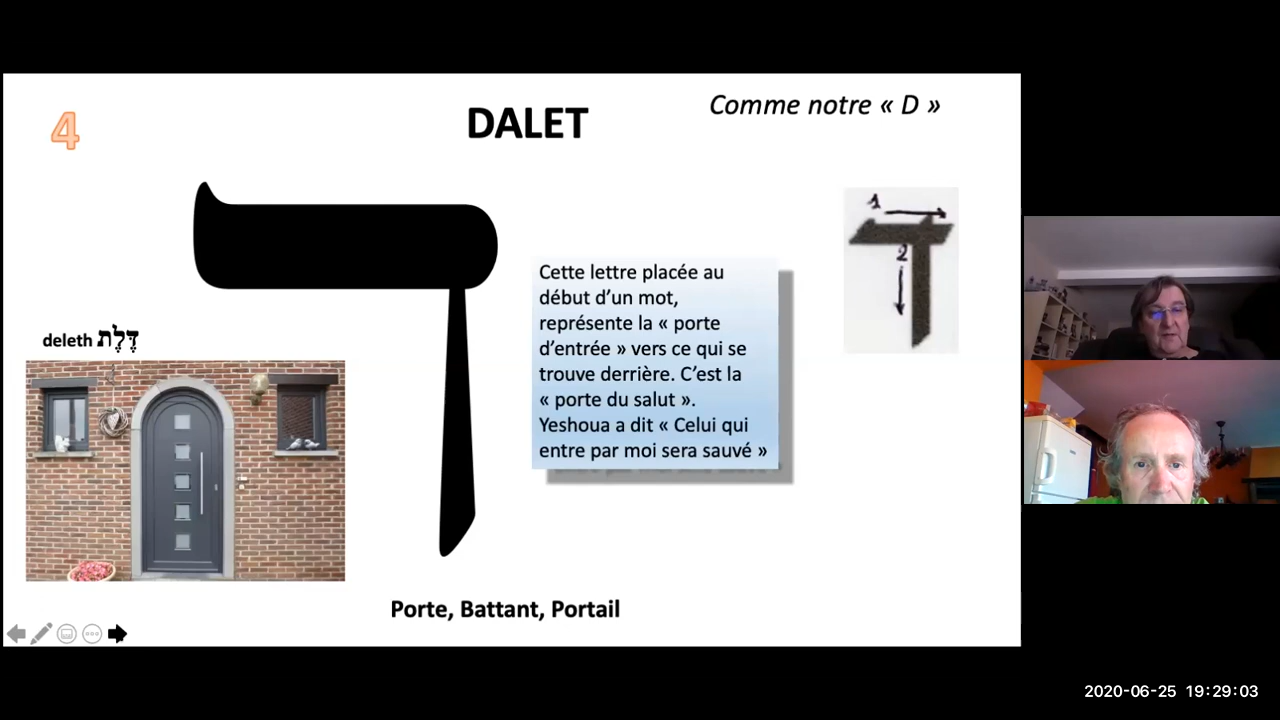 4
DALET
Comme notre « D »
ד
1
2
Cette lettre placée au
début d’un mot,
représente la « porte
d’entrée » vers ce qui se
trouve derrière. C’est la
« porte du salut ».
Yeshoua a dit « Celui qui
entre par moi sera sauvé »
deleth דֶּלֶת
Porte, Battant, Portail
2020-06-25 19:29:03